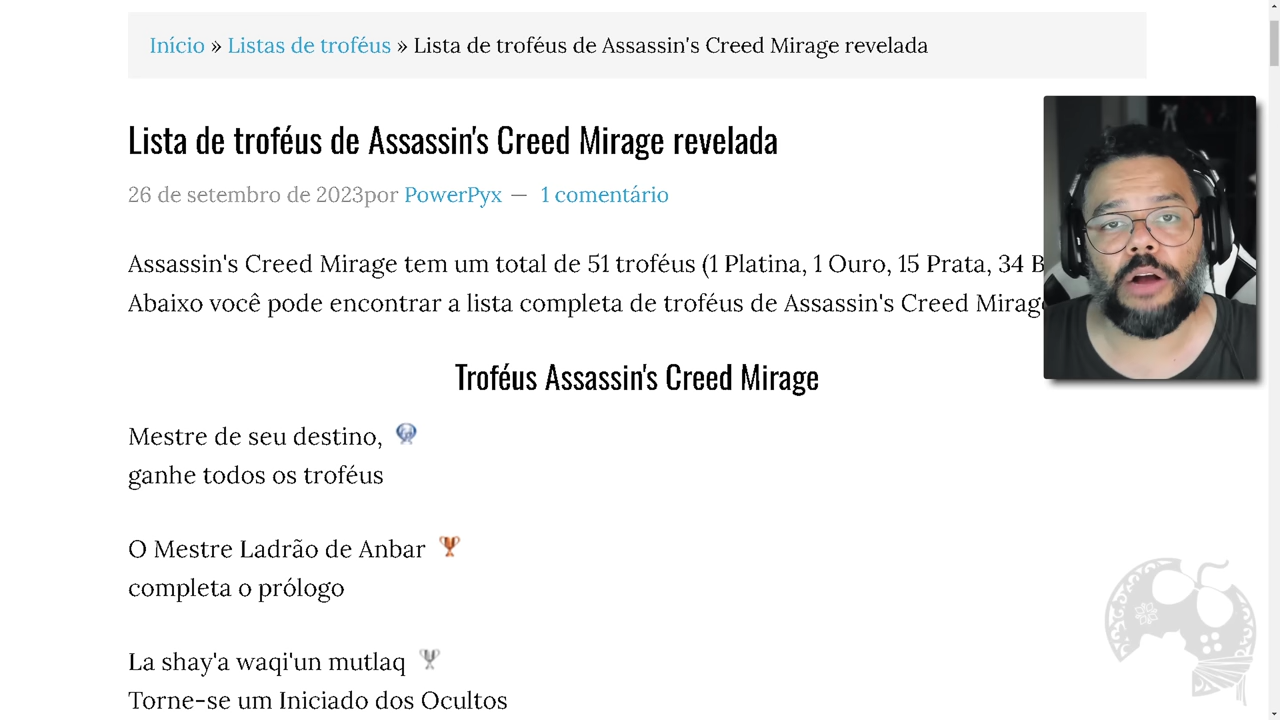 Início » Listas de troféus » Lista de troféus de Assassin's Creed Mirage revelada
Lista de troféus de Assassin's Creed Mirage revelada
26 de setembro de 2023por PowerPyx — 1 comentário
Assassin's Creed Mirage tem um total de 51 troféus (1 Platina, 1 Ouro, 15 Prata, 34 B
Abaixo você pode encontrar a lista completa de troféus de Assassin's Creed Mirage
Troféus Assassin's Creed Mirage
Mestre de seu destino,
ganhe todos os troféus
O Mestre Ladrão de Anbar
completa o prólogo
La shay'a waqi'un mutlaq
Torne-se um Iniciado dos Ocultos